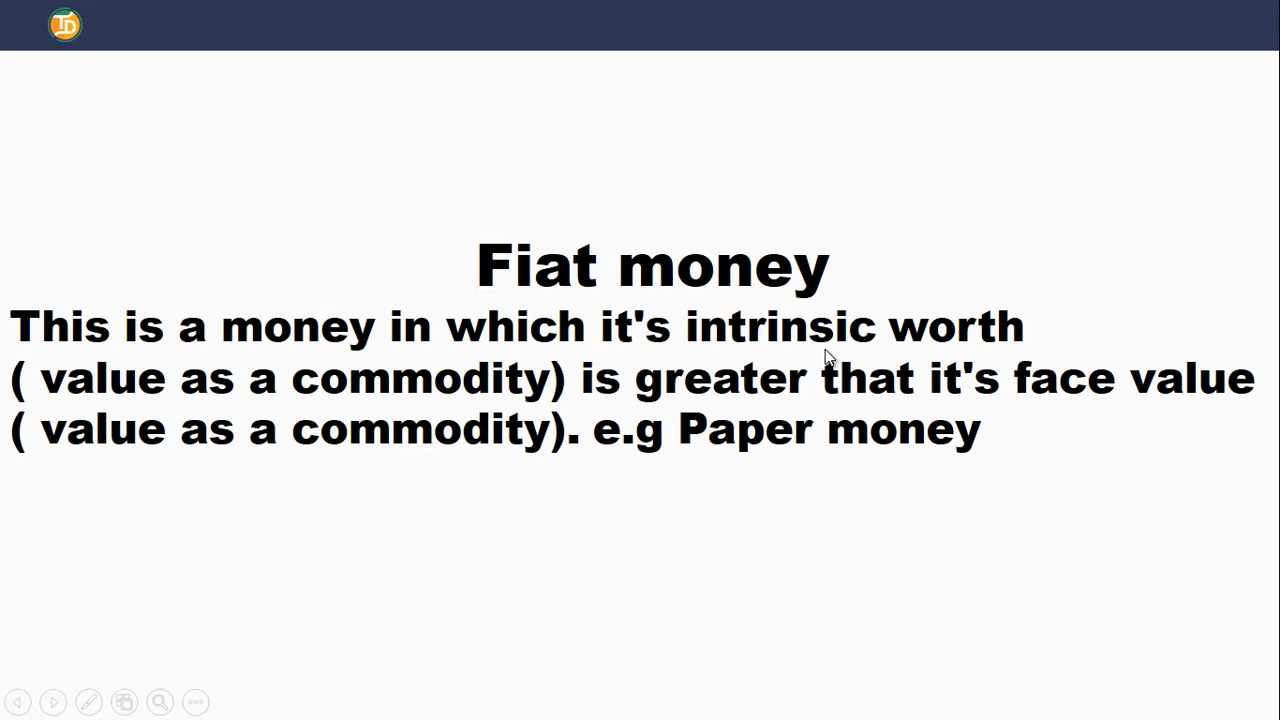 TD
Fiat money
This is a money in which it's intrinsic worth
( value as a commodity) is greater that it's face value
( value as a commodity). e.g Paper money